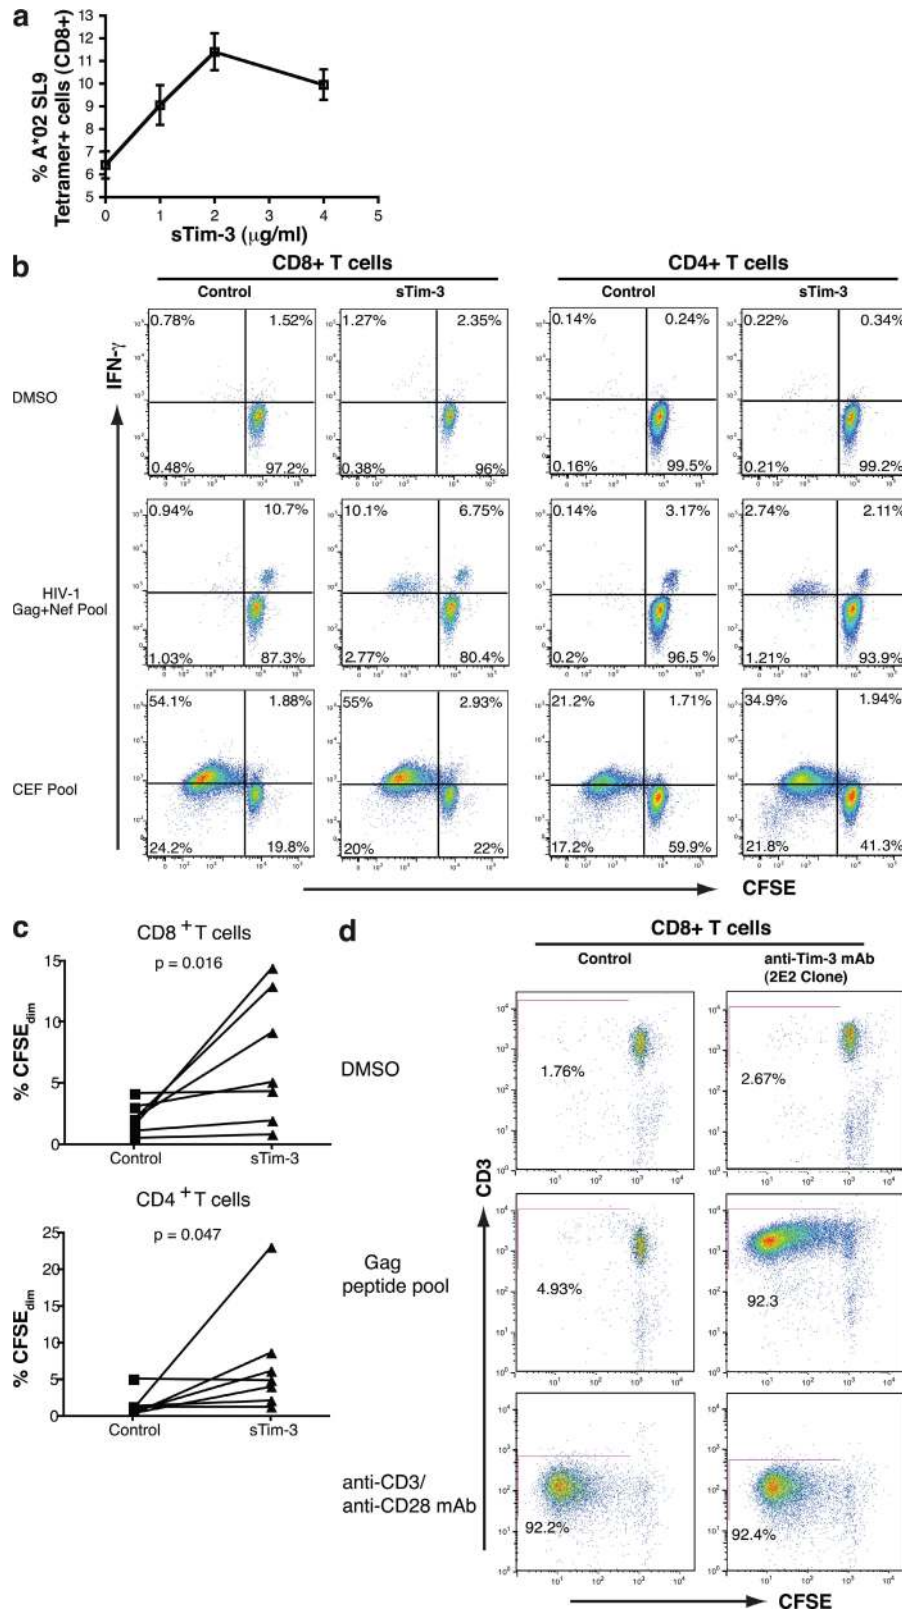 a
% A*02 SL9
Tetramer+ cells (CD8+)
13
12
11
10
9
8
7
6
5
0 1 2 3 4 5
sTim-3 (μg/ml)
b
CD8+ T cells CD4+ T cells
Control sTim-3 Control sTim-3
IFN-γ
DMSO
0.78% 1.52% 1.27% 2.35% 0.14% 0.24% 0.22% 0.34%
0.48% 97.2% 0.38% 96% 0.16% 99.5% 0.21% 99.2%
HIV-1
Gag+Nef Pool
0.94% 10.7% 10.1% 6.75% 0.14% 3.17% 2.74% 2.11%
1.03% 87.3% 2.77% 80.4% 0.2% 96.5 % 1.21% 93.9%
CEF Pool
54.1% 1.88% 55% 2.93% 21.2% 1.71% 34.9% 1.94%
24.2% 19.8% 20% 22% 17.2% 59.9% 21.8% 41.3%
CFSE
c
CD8 + T cells
p = 0.016
% CFSEdim
15
10
5
0
Control sTim-3
CD4 + T cells
p = 0.047
% CFSEdim
25
20
15
10
5
0
Control sTim-3
d
CD8+ T cells
Control anti-Tim-3 mAb
(2E2 Clone)
CD3
DMSO
1.76% 2.67%
Gag
peptide pool
4.93% 92.3
anti-CD3/
anti-CD28 mAb
92.2% 92.4%
CFSE